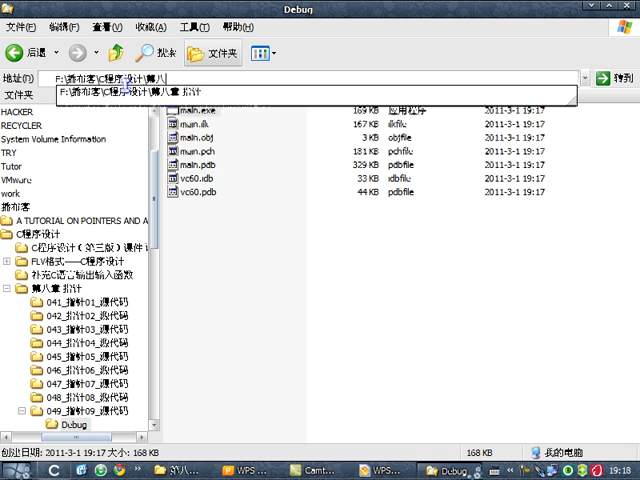 Debug
文件(F) 编辑(E) 查看(V) 收藏(A) 工具(T) 帮助(H)
后退 搜索 文件夹
地址(D) F:\播布客\C程序设计\第八 转到
F:\播布客\C程序设计\第八章 指针
文件夹
HACKER
RECYCLER
System Volume Information
TRY
Tutor
VMware
work
播布客
A TUTORIAL ON POINTERS AND A
C程序设计
C程序设计(第三版)课件
FLV格式——C程序设计
补充C语言输出输入函数
第八章 指针
041_指针01_源代码
042_指针02_源代码
043_指针03_源代码
044_指针04_源代码
045_指针05_源代码
046_指针06_源代码
047_指针07_源代码
048_指针08_源代码
049_指针09_源代码
Debug
main.exe 169 KB 应用程序 2011-3-1 19:17
main.ilk 167 KB ilkfile 2011-3-1 19:17
main.obj 3 KB objfile 2011-3-1 19:17
main.pch 181 KB pchfile 2011-3-1 19:17
main.pdb 329 KB pdbfile 2011-3-1 19:17
vc60.idb 33 KB idbfile 2011-3-1 19:17
vc60.pdb 44 KB pdbfile 2011-3-1 19:17
创建日期: 2011-3-1 19:17 大小: 168 KB 168 KB 我的电脑
第八... WPS ... Camt... WPS... Debug 19:18